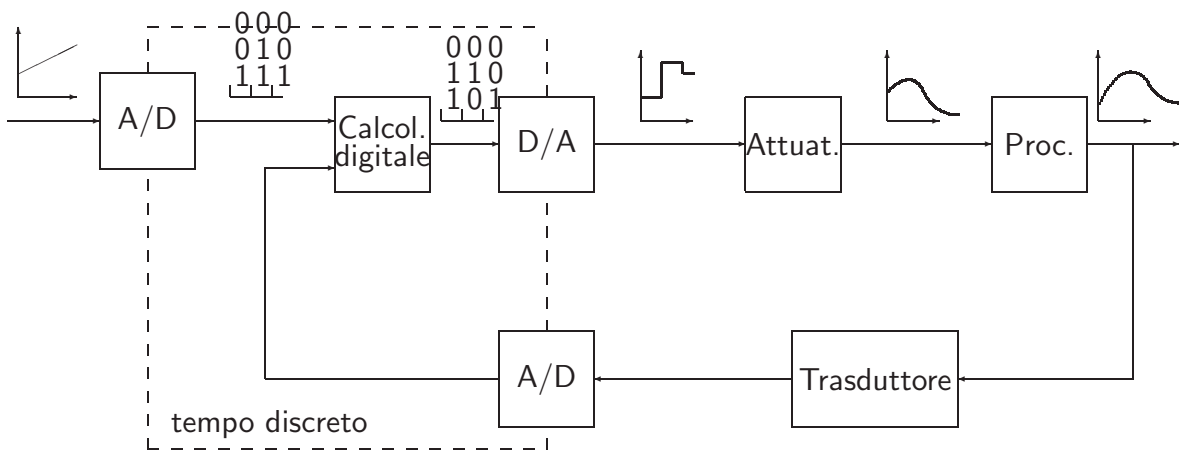 000
010
111
000
110
101
A/D
Calcol.
digitale
D/A
Attuat.
Proc.
A/D
Trasduttore
tempo discreto